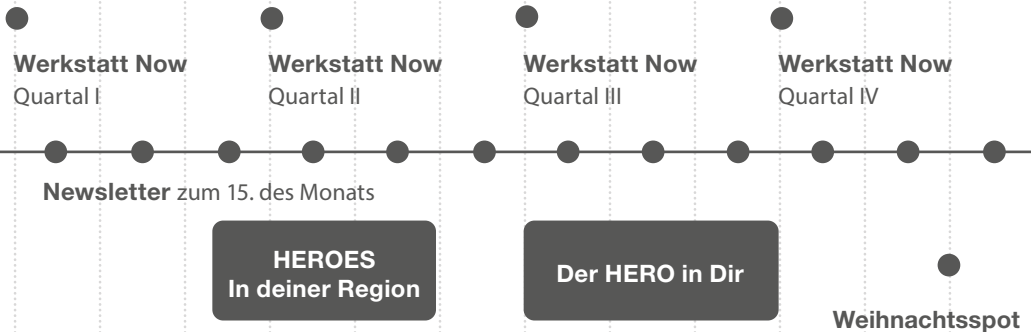 Werkstatt Now
Quartal I
Werkstatt Now
Quartal II
Werkstatt Now
Quartal III
Werkstatt Now
Quartal IV
Newsletter zum 15. des Monats
HEROES
In deiner Region
Der HERO in Dir
Weihnachtsspot